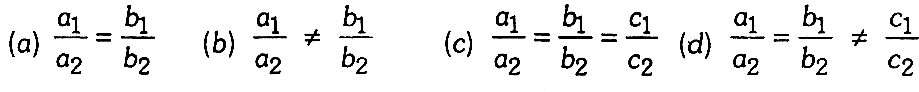 (a) a₁/a₂ = b₁/b₂ (b) a₁/a₂ ≠ b₁/b₂ (c) a₁/a₂ = b₁/b₂ = c₁/c₂ (d) a₁/a₂ = b₁/b₂ ≠ c₁/c₂